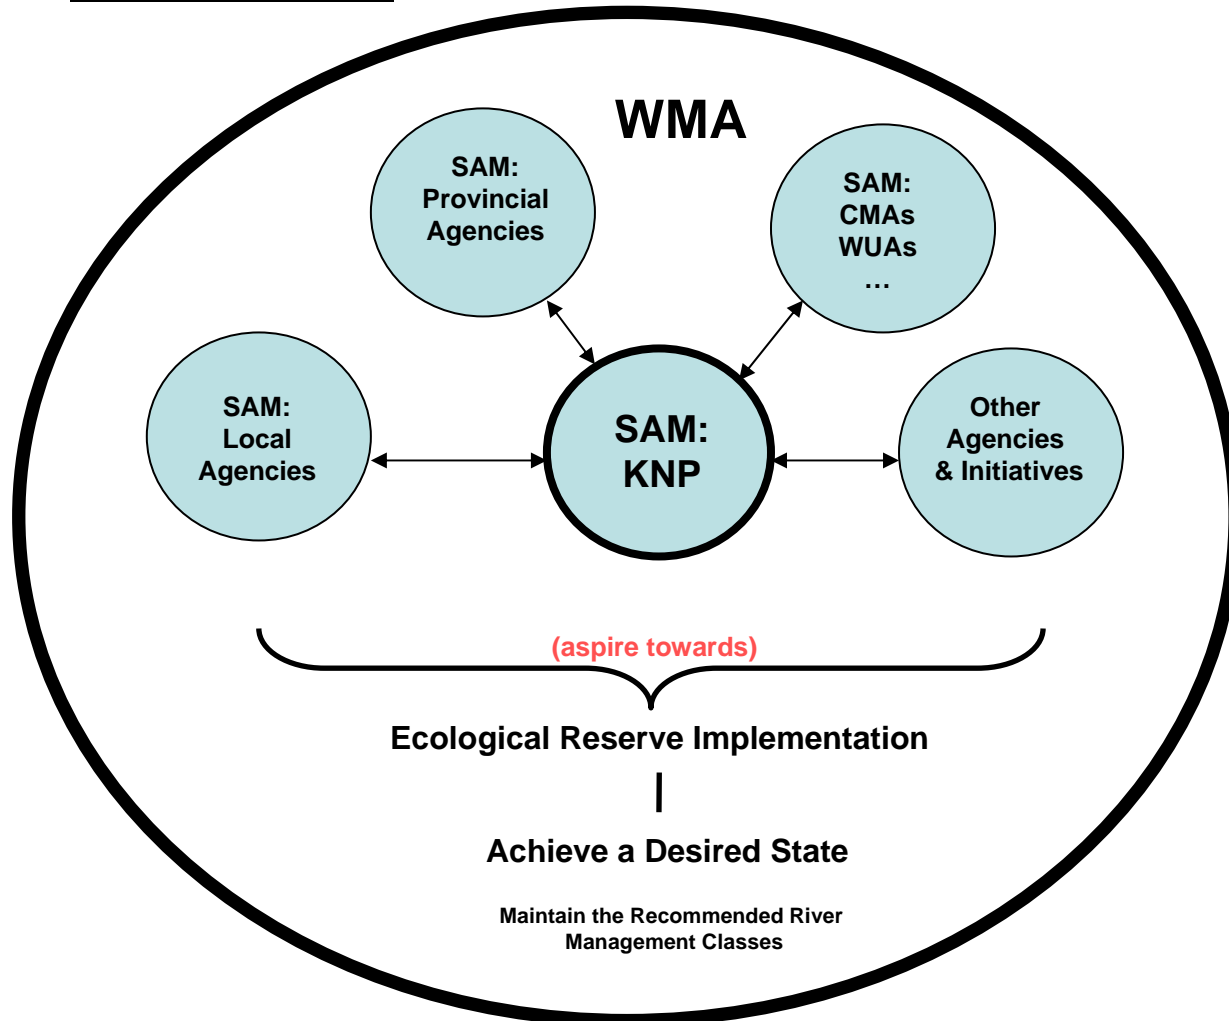 WMA
SAM:
Provincial
Agencies
SAM:
CMAs
WUAs
…
SAM:
Local
Agencies
SAM:
KNP
Other
Agencies
& Initiatives
(aspire towards)
Ecological Reserve Implementation
Achieve a Desired State
Maintain the Recommended River
Management Classes